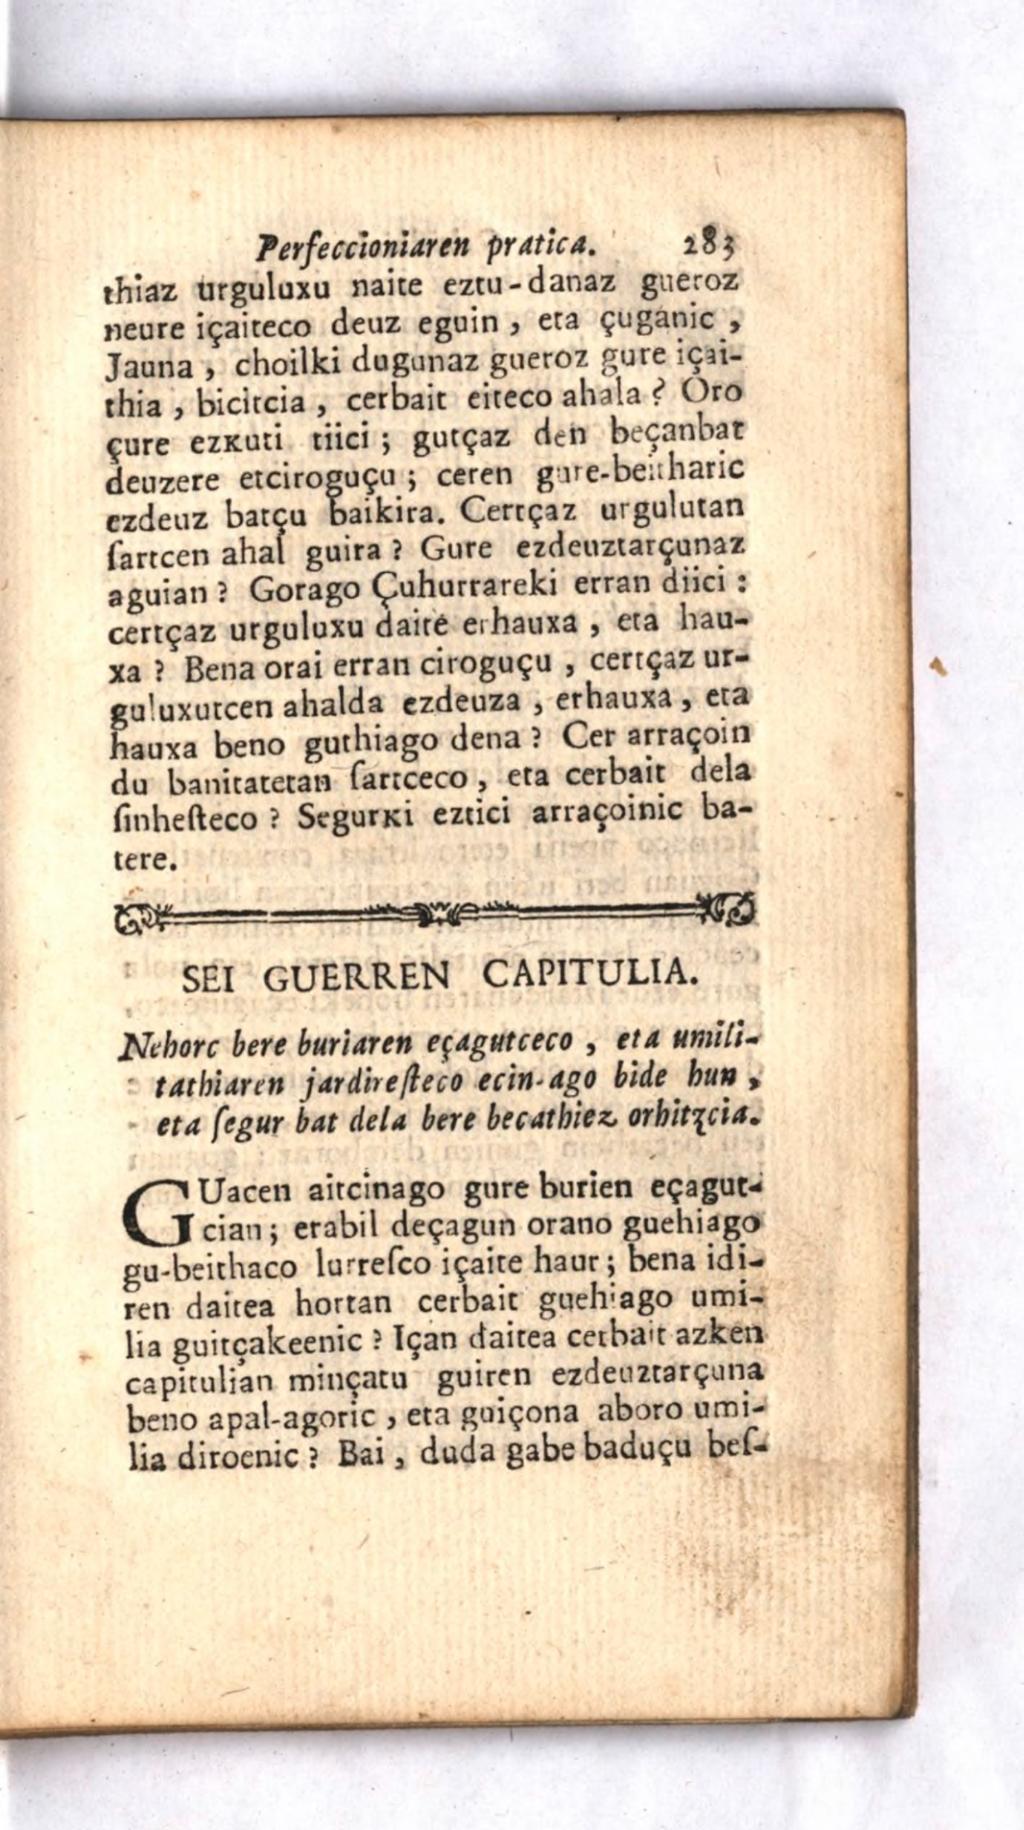 Perfeccioniaren pratica. 283
thiaz urguluxu naite eztu-danaz gueroz
neure içaiteco deuz eguin , eta çuganic ,
Jauna , choilki dugunaz gueroz gure içai-
thia , bicitcia , cerbait eiteco ahala ? Oro
çure ezкuti tiici ; gutçaz den beçanbat
deuzere etciroguçu ; ceren gure-beitharic
ezdeuz batçu baikira. Certçaz urgulutan
ſartcen ahal guira ? Gure ezdeuztarçunaz
aguian ? Gorago Çuhurrareki erran diici :
certçaz urguluxu daite erhauxa , eta hau-
xa ? Bena orai erran ciroguçu , certçaz ur-
guluxutcen ahalda ezdeuza , erhauxa , eta
hauxa beno guthiago dena ? Cer arraçoin
du banitatetan ſartceco , eta cerbait dela
ſinheſteco ? Segurкi eztici arraçoinic ba-
tere.
SEI GUERREN CAPITULIA.
Nehorc bere buriaren eçagutceco , eta umili-
tathiaren jardireſteco ecin-ago bide hun ,
eta ſegur bat dela bere becathiez orhitzcia.
GUacen aitcinago gure burien eçagut-
cian ; erabil deçagun orano guehiago
gu-beithaco lurreſco içaite haur ; bena idi-
ren daitea hortan cerbait guehiago umi-
lia guitçakeenic ? Içan daitea cerbait azken
capitulian minçatu guiren ezdeuztarçuna
beno apal-agoric , eta guiçona aboro umi-
lia diroenic ? Bai , duda gabe baduçu beſ-